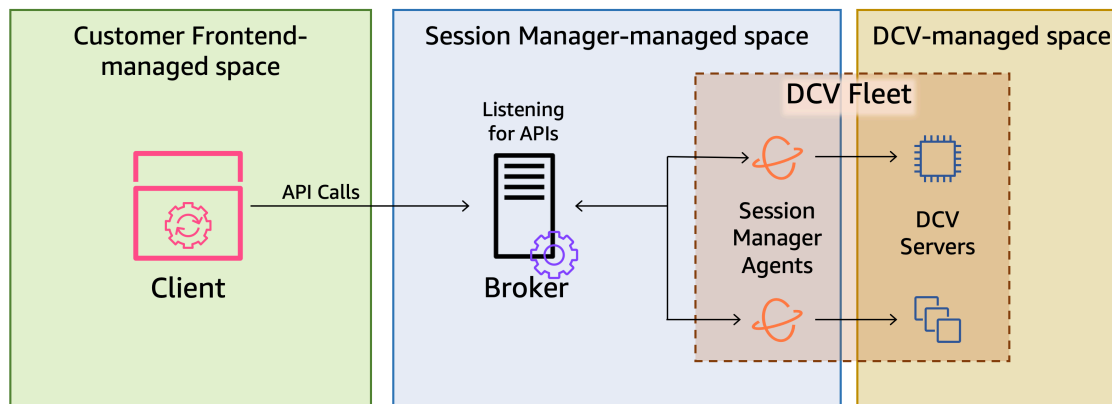 Customer Frontend-
managed space
Session Manager-managed space
DCV-managed space
DCV Fleet
Listening
for APIs
API Calls
Session
Manager
Agents
DCV
Servers
Client
Broker